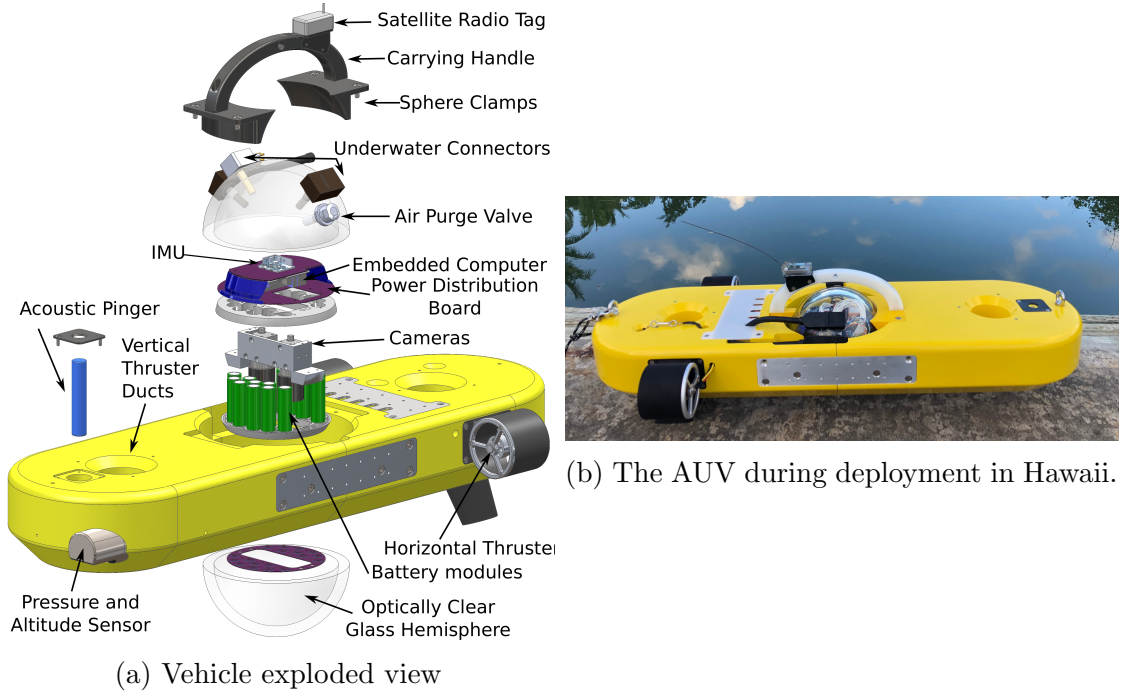 Satellite Radio Tag
Carrying Handle
Sphere Clamps
Underwater Connectors
Air Purge Valve
IMU
Embedded Computer
Power Distribution
Board
Acoustic Pinger
Cameras
Vertical
Thruster
Ducts
Horizontal Thruster
Battery modules
Pressure and
Altitude Sensor
Optically Clear
Glass Hemisphere
(a) Vehicle exploded view
(b) The AUV during deployment in Hawaii.